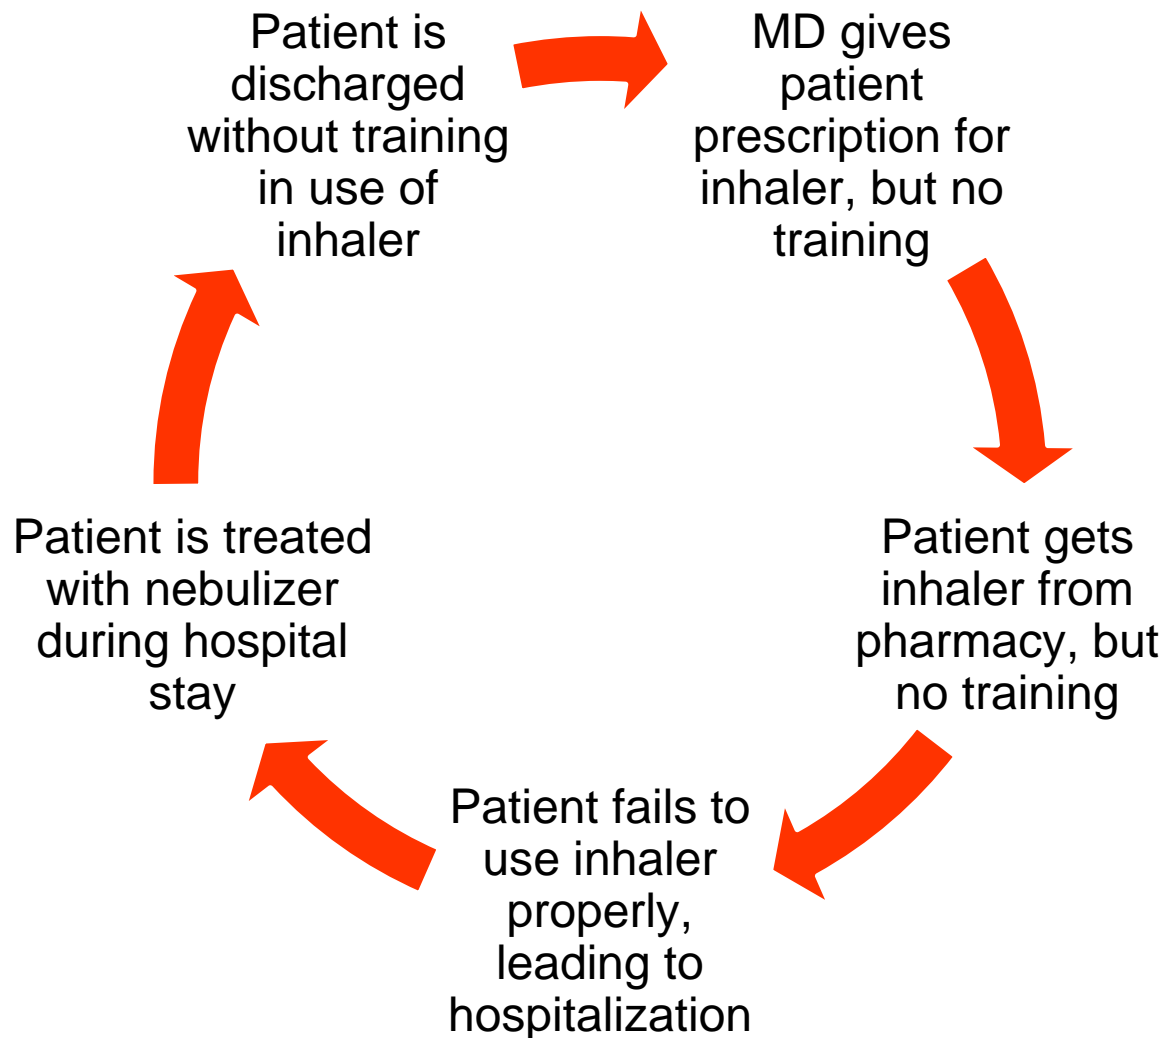 Patient is
discharged
without training
in use of
inhaler
MD gives
patient
prescription for
inhaler, but no
training
Patient gets
inhaler from
pharmacy, but
no training
Patient fails to
use inhaler
properly,
leading to
hospitalization
Patient is treated
with nebulizer
during hospital
stay